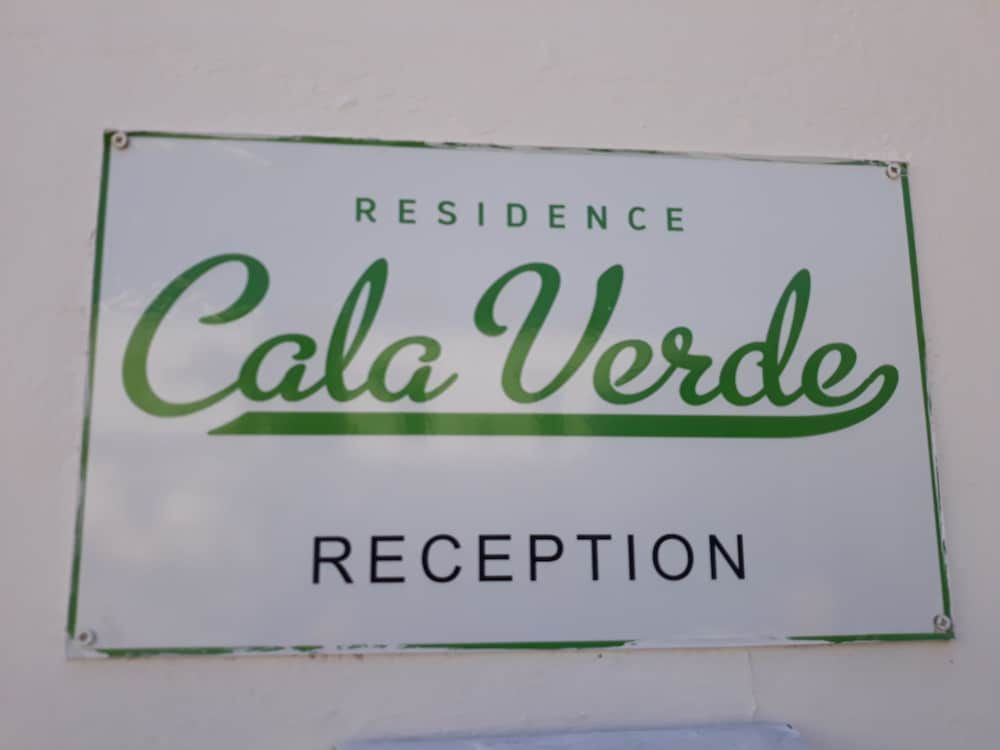 RESIDENCE
Cala Verde
RECEPTION